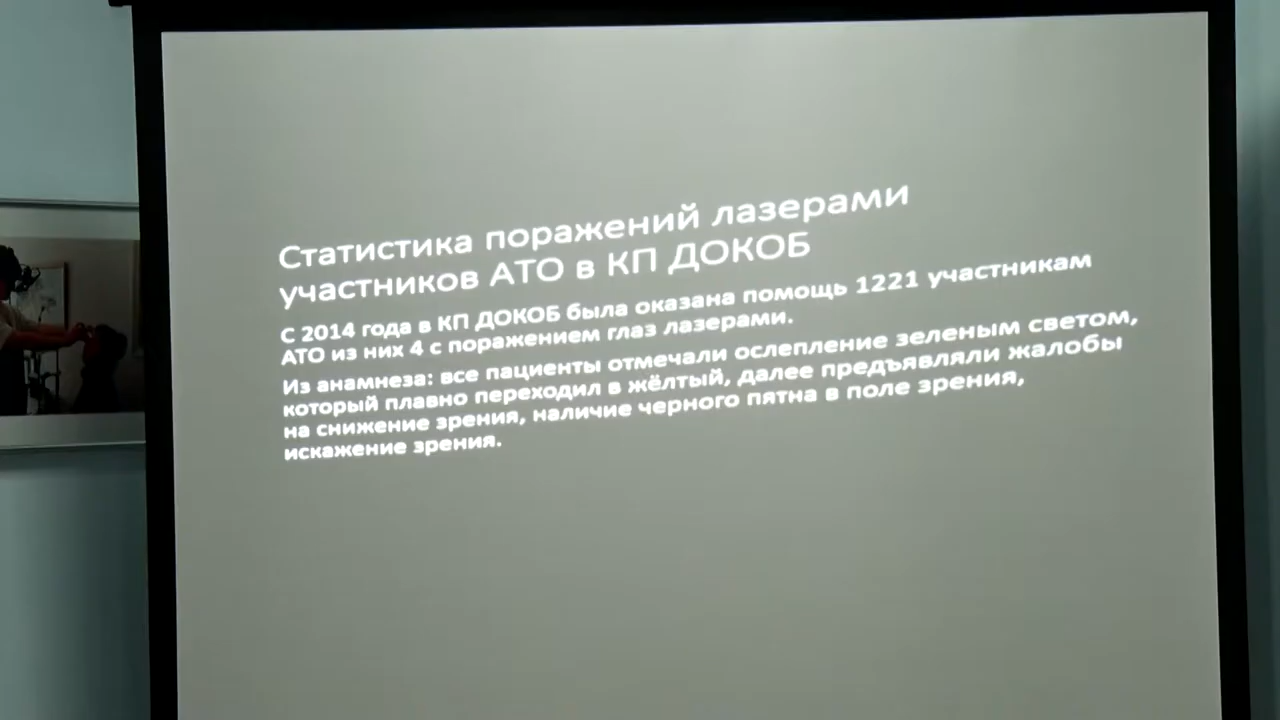 Статистика поражений лазерами
участников АТО в КП ДОКОБ
С 2014 года в КП ДОКОБ была оказана помощь 1221 участникам
АТО из них 4 с поражением глаз лазерами.
Из анамнеза: все пациенты отмечали ослепление зеленым светом,
который плавно переходил в жёлтый, далее предъявляли жалобы
на снижение зрения, наличие черного пятна в поле зрения,
искажение зрения.